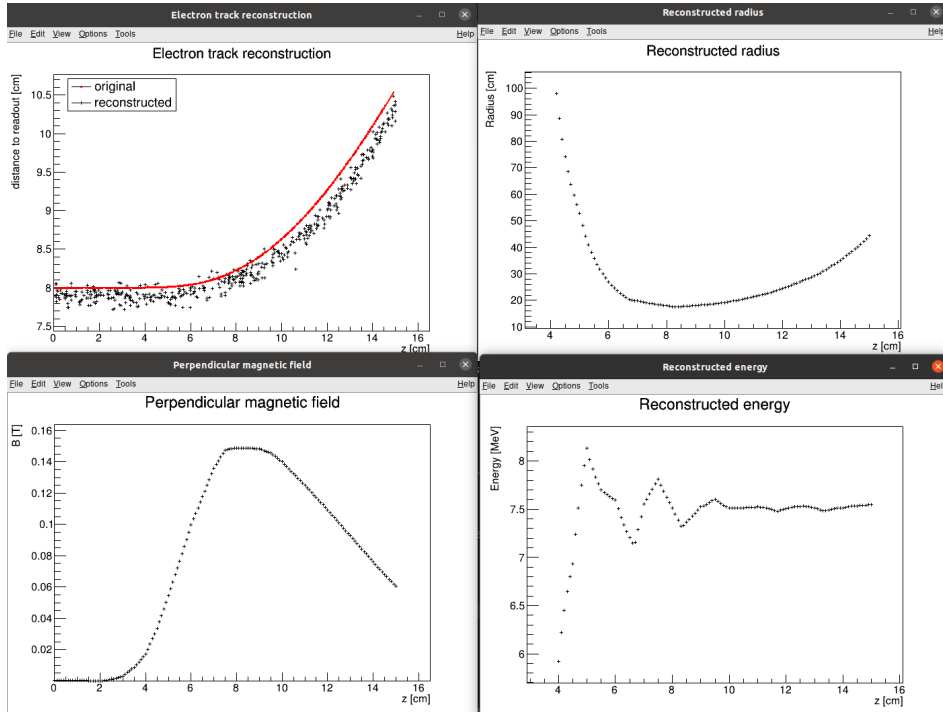 Electron track reconstruction
File Edit View Options Tools Help
Electron track reconstruction
distance to readout [cm]
original
reconstructed
10.5
10
9.5
9
8.5
8
7.5
0 2 4 6 8 10 12 14 16
z [cm]
Reconstructed radius
File Edit View Options Tools Help
Reconstructed radius
Radius [cm]
100
90
80
70
60
50
40
30
20
10
4 6 8 10 12 14 16
z [cm]
Perpendicular magnetic field
File Edit View Options Tools Help
Perpendicular magnetic field
B [T]
0.16
0.14
0.12
0.1
0.08
0.06
0.04
0.02
0 2 4 6 8 10 12 14 16
z [cm]
Reconstructed energy
File Edit View Options Tools Help
Reconstructed energy
Energy [MeV]
8
7.5
7
6.5
6
4 6 8 10 12 14 16
z [cm]